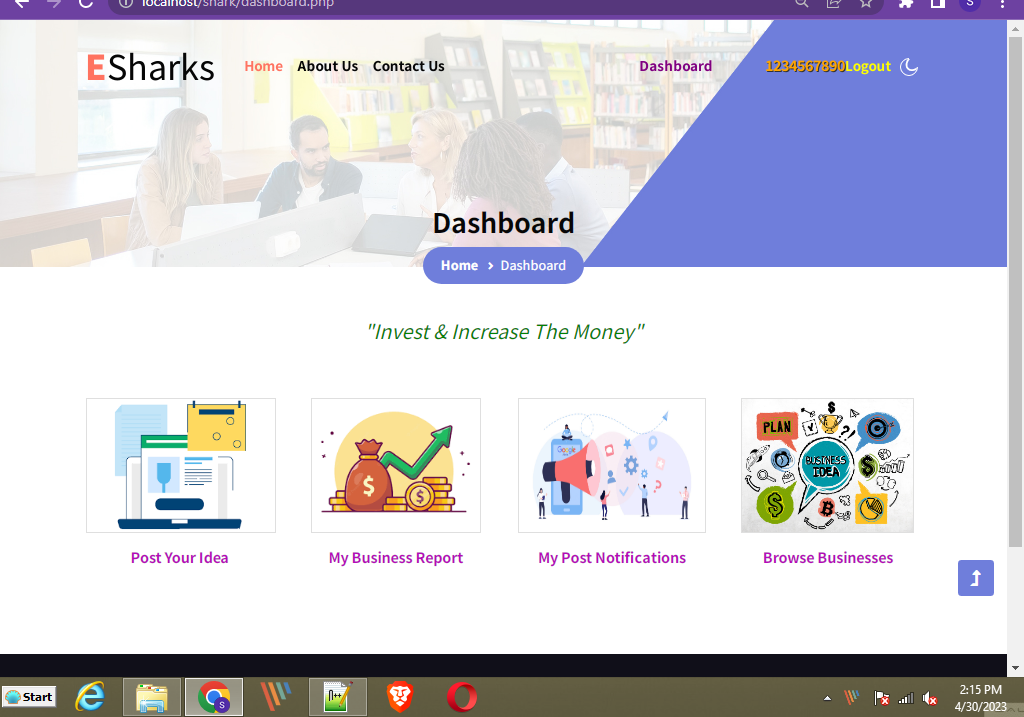 localhost/shark/dashboard.php
S
ESharks Home About Us Contact Us Dashboard 1234567890Logout
Dashboard
Home > Dashboard
"Invest & Increase The Money"
Google
PLAN
BUSINESS
IDEA
Post Your Idea
My Business Report
My Post Notifications
Browse Businesses
Start
S
2:15 PM
4/30/2023